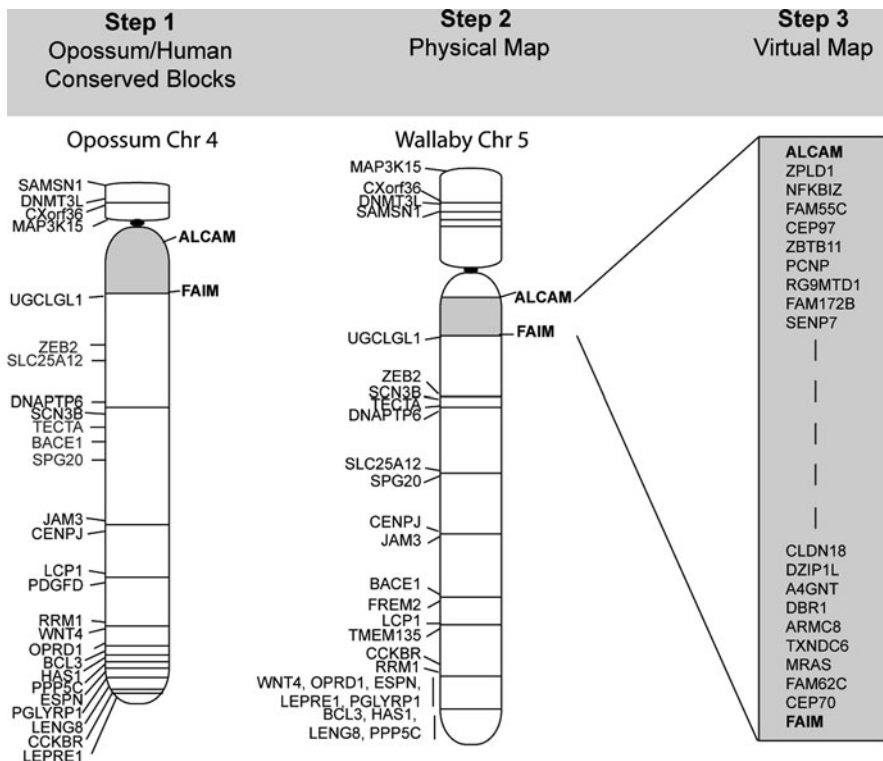 Step 1
Opossum/Human
Conserved Blocks
Step 2
Physical Map
Step 3
Virtual Map
Opossum Chr 4
SAMSN1
DNMT3L
CXorf36
MAP3K15
ALCAM
FAIM
UGCLGL1
ZEB2
SLC25A12
DNAPTP6
SCN3B
TECTA
BACE1
SPG20
JAM3
CENPJ
LCP1
PDGFD
RRM1
WNT4
OPRD1
BCL3
HAS1
PPP5C
ESPN
PGLYRP1
LENG8
CCKBR
LEPRE1
Wallaby Chr 5
MAP3K15
CXorf36
DNMT3L
SAMSN1
ALCAM
FAIM
UGCLGL1
ZEB2
SCN3B
TECTA
DNAPTP6
SLC25A12
SPG20
CENPJ
JAM3
BACE1
FREM2
LCP1
TMEM135
CCKBR
RRM1
WNT4, OPRD1, ESPN,
LEPRE1, PGLYRP1
BCL3, HAS1,
LENG8, PPP5C
ALCAM
ZPLD1
NFKBIZ
FAM55C
CEP97
ZBTB11
PCNP
RG9MTD1
FAM172B
SENP7
CLDN18
DZIP1L
A4GNT
DBR1
ARMC8
TXNDC6
MRAS
FAM62C
CEP70
FAIM